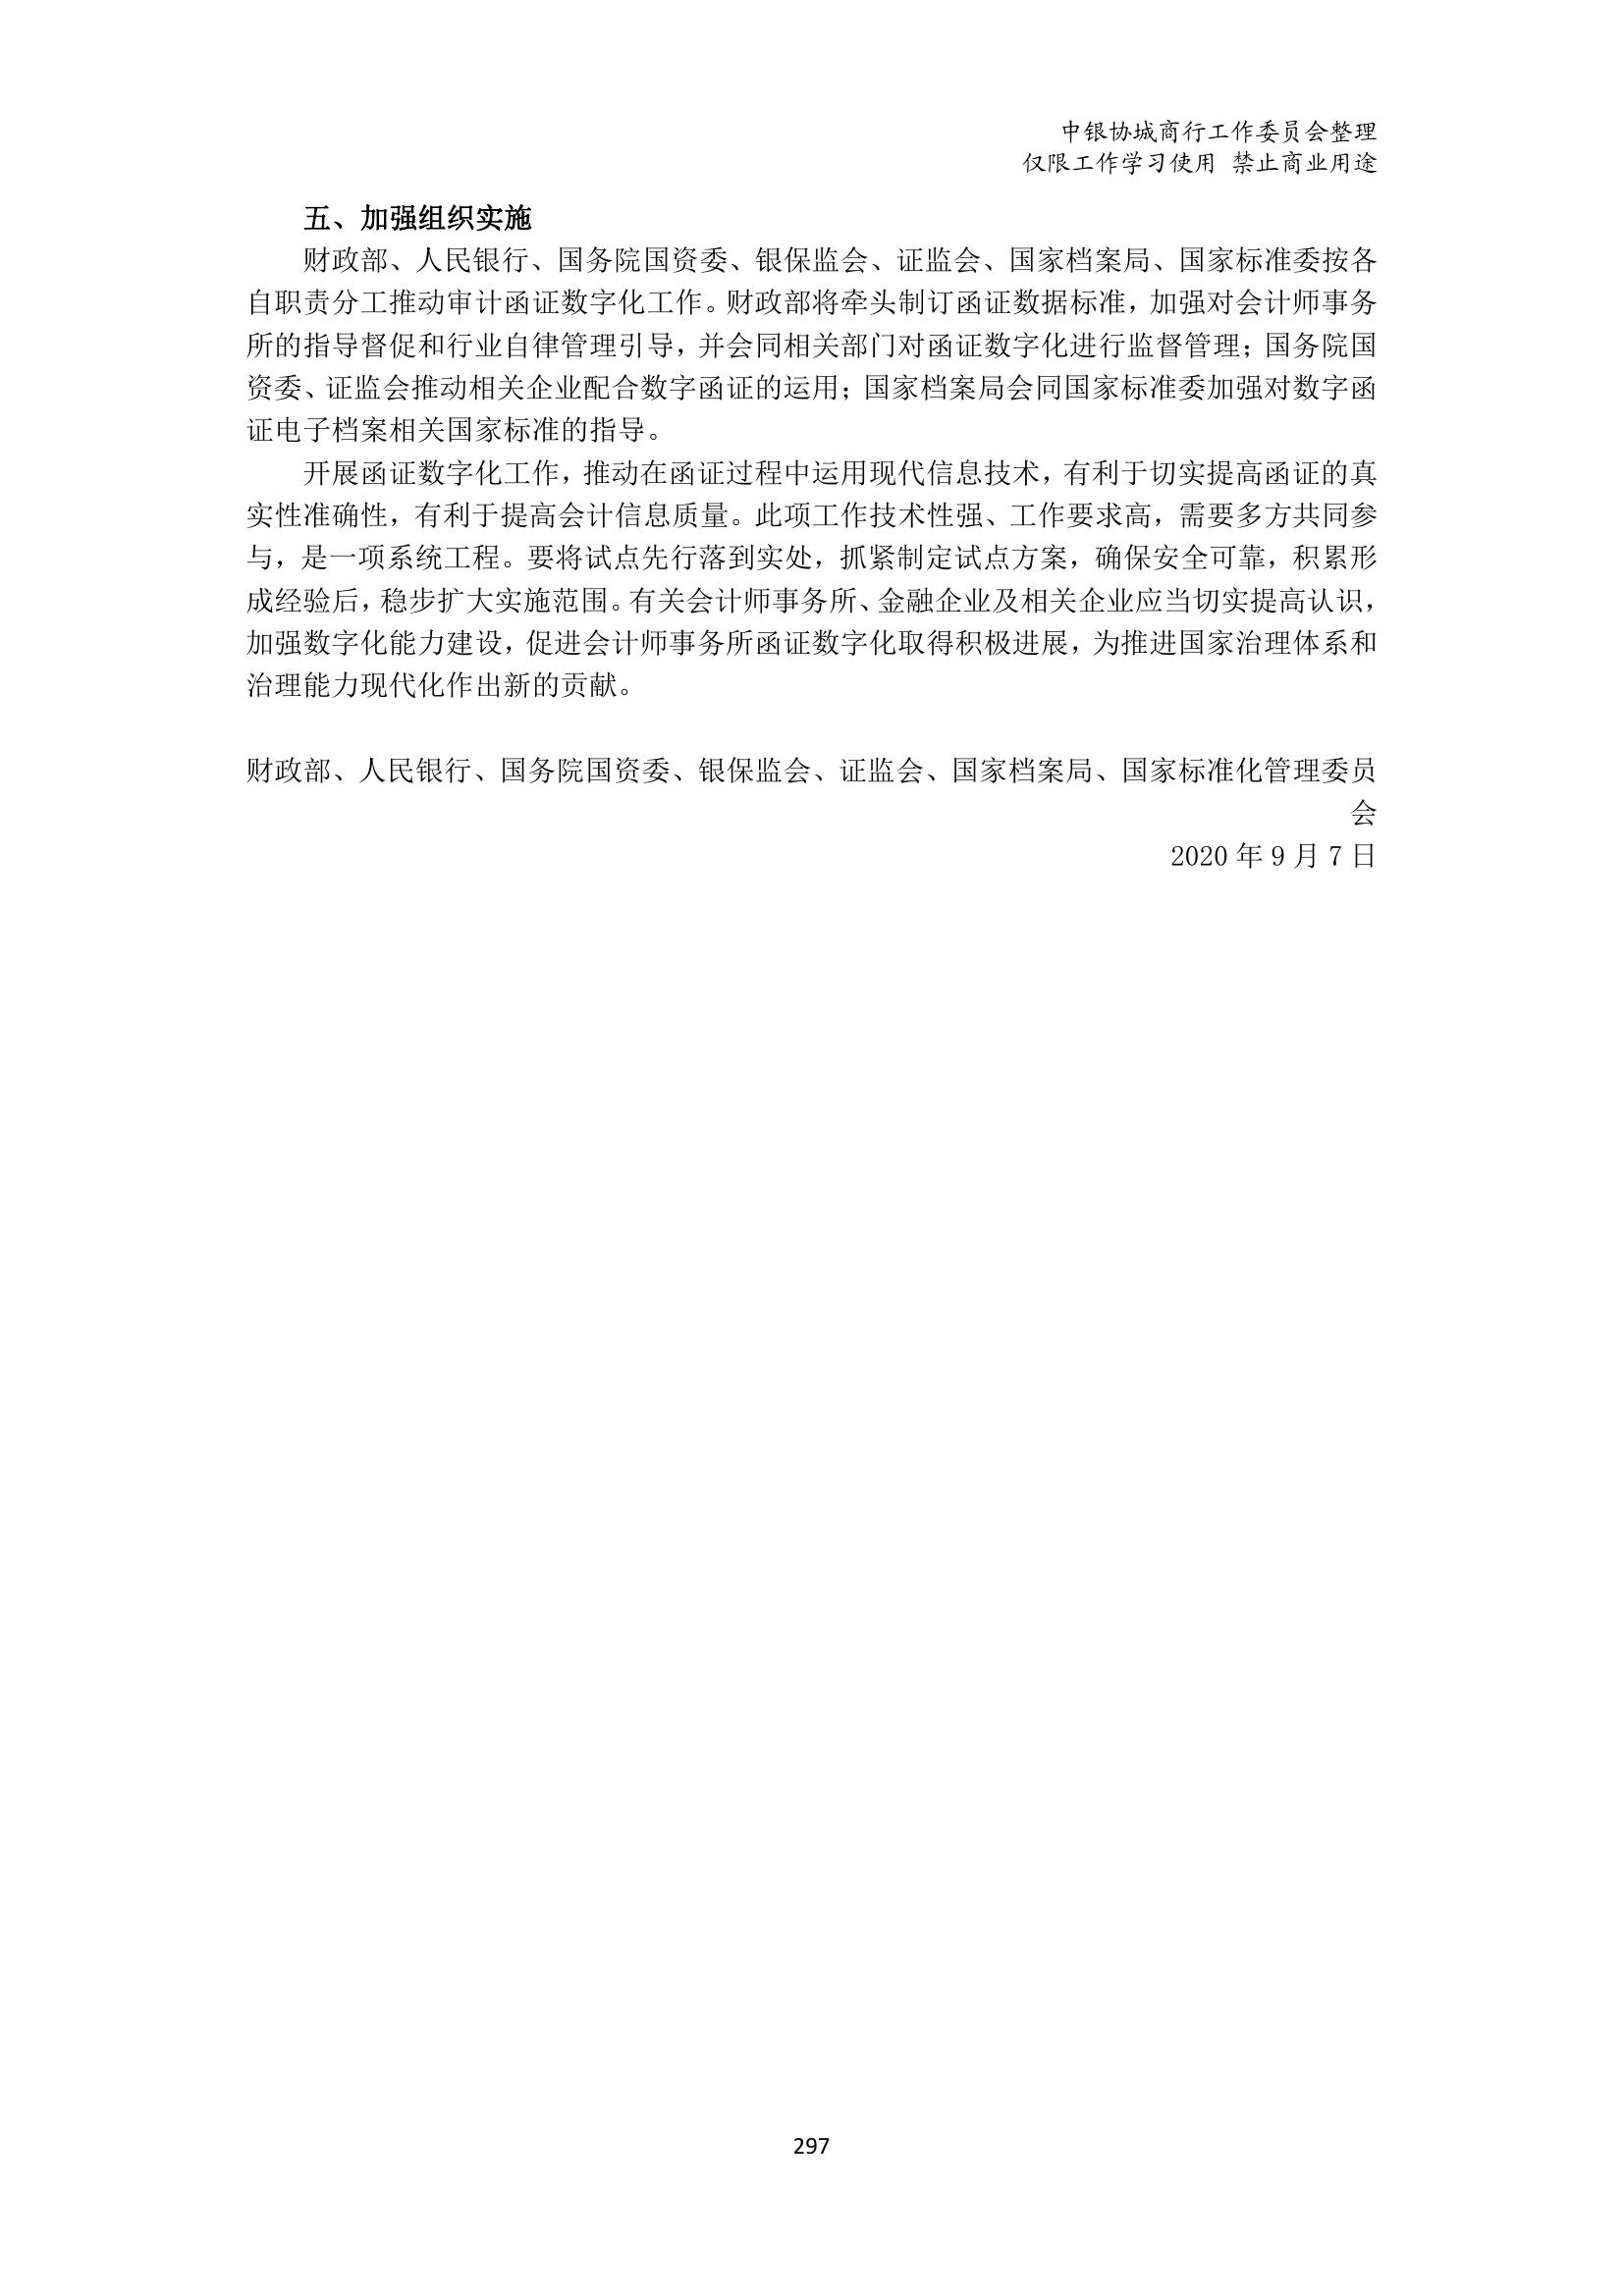 中银协城商行工作委员会整理
仅限工作学习使用 禁止商业用途
五、加强组织实施
财政部、人民银行、国务院国资委、银保监会、证监会、国家档案局、国家标准委按各
自职责分工推动审计函证数字化工作。财政部将牵头制订函证数据标准，加强对会计师事务
所的指导督促和行业自律管理引导，并会同相关部门对函证数字化进行监督管理；国务院国
资委、证监会推动相关企业配合数字函证的运用；国家档案局会同国家标准委加强对数字函
证电子档案相关国家标准的指导。
开展函证数字化工作，推动在函证过程中运用现代信息技术，有利于切实提高函证的真
实性准确性，有利于提高会计信息质量。此项工作技术性强、工作要求高，需要多方共同参
与，是一项系统工程。要将试点先行落到实处，抓紧制定试点方案，确保安全可靠，积累形
成经验后，稳步扩大实施范围。有关会计师事务所、金融企业及相关企业应当切实提高认识，
加强数字化能力建设，促进会计师事务所函证数字化取得积极进展，为推进国家治理体系和
治理能力现代化作出新的贡献。
财政部、人民银行、国务院国资委、银保监会、证监会、国家档案局、国家标准化管理委员
会
2020 年 9 月 7 日
297